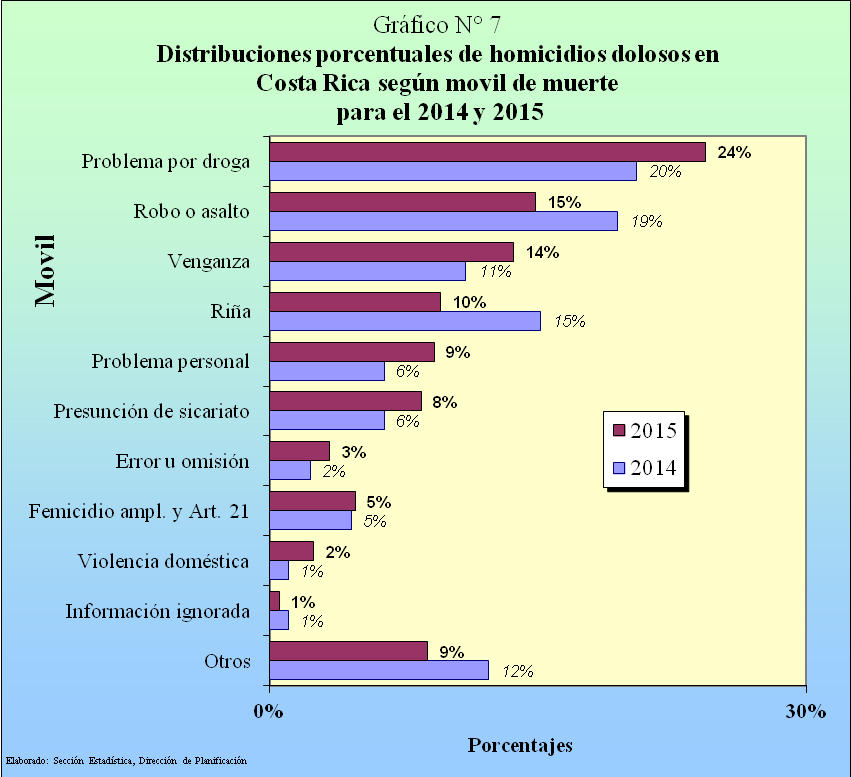 Gráfico N° 7
Distribuciones porcentuales de homicidios dolosos en
Costa Rica según movil de muerte
para el 2014 y 2015
Movil
Problema por droga
24%
20%
Robo o asalto
15%
19%
Venganza
14%
11%
Riña
10%
15%
Problema personal
9%
6%
Presunción de sicariato
8%
6%
Error u omisión
3%
2%
Femicidio ampl. y Art. 21
5%
5%
Violencia doméstica
2%
1%
Información ignorada
1%
1%
Otros
9%
12%
2015
2014
0%
30%
Porcentajes
Elaborado: Sección Estadística, Dirección de Planificación